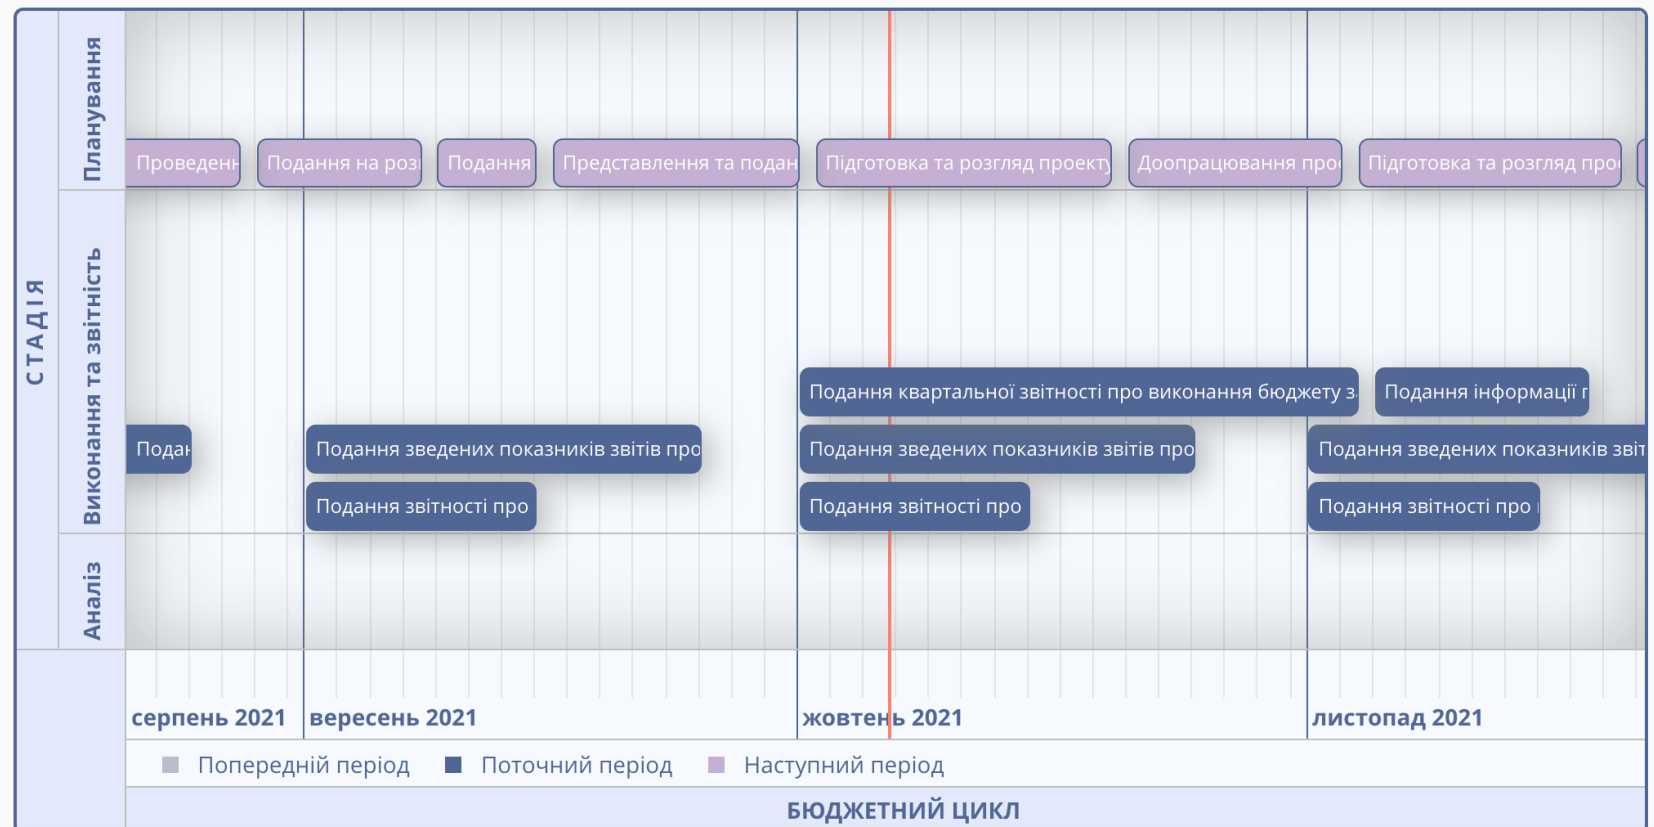 СТАДІЯ
Планування
Проведен
Подання на роз
Подання
Представлення та подан
Підготовка та розгляд проекту
Доопрацювання про
Підготовка та розгляд про
Виконання та звітність
Подання квартальної звітності про виконання бюджету з
Подання інформації
Пода
Подання зведених показників звітів про
Подання зведених показників звітів про
Подання зведених показників звіт
Подання звітності про
Подання звітності про
Подання звітності про
Аналіз
серпень 2021 вересень 2021 жовтень 2021 листопад 2021
Попередній період Поточний період Наступний період
БЮДЖЕТНИЙ ЦИКЛ